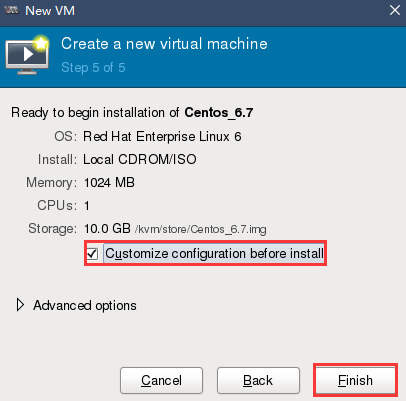 New VM
Create a new virtual machine
Step 5 of 5
Ready to begin installation of Centos_6.7
OS: Red Hat Enterprise Linux 6
Install: Local CDROM/ISO
Memory: 1024 MB
CPUs: 1
Storage: 10.0 GB /kvm/store/Centos_6.7.img
Customize configuration before install
Advanced options
Cancel Back Finish